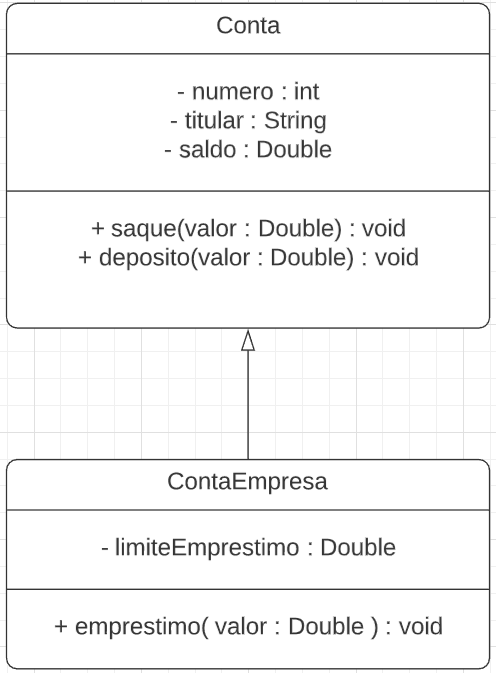 Conta
- numero : int
- titular : String
- saldo : Double
+ saque(valor : Double) : void
+ deposito(valor : Double) : void
ContaEmpresa
- limiteEmprestimo : Double
+ emprestimo( valor : Double ) : void